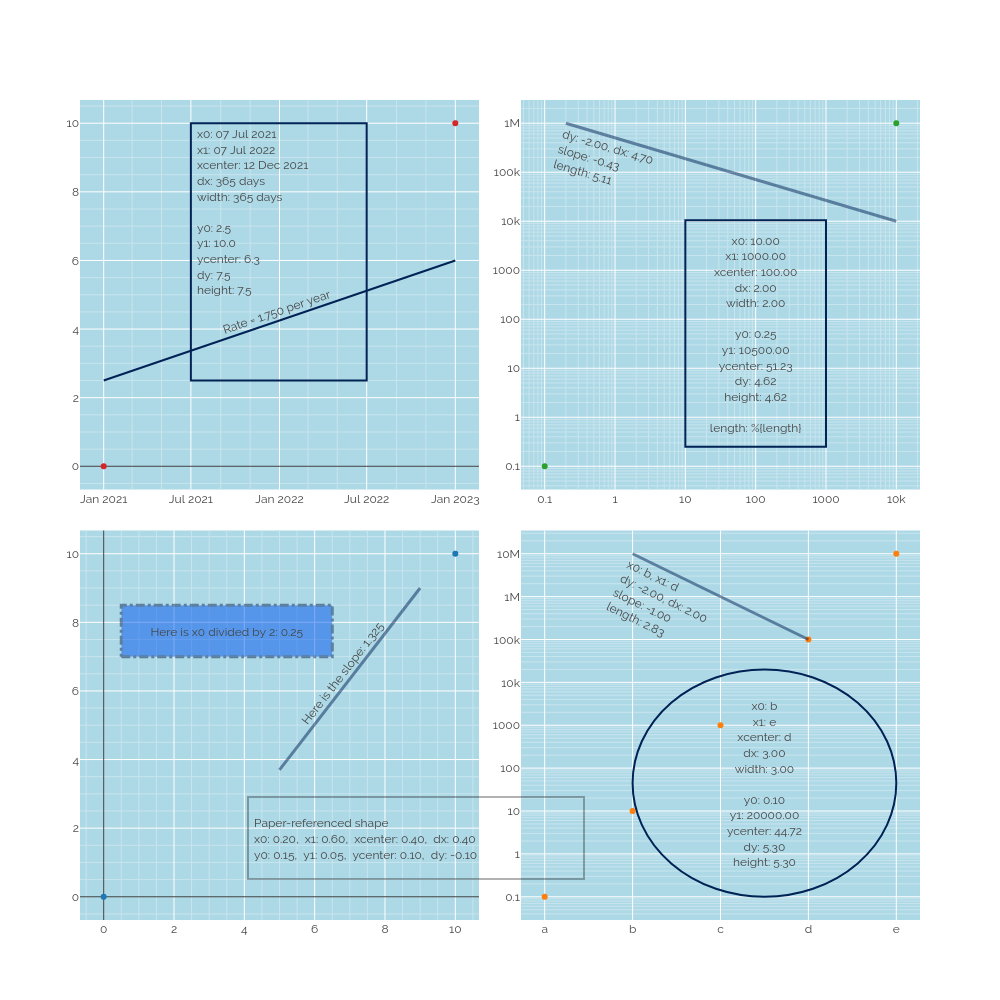 10
8
6
4
2
0
x0: 07 Jul 2021
x1: 07 Jul 2022
xcenter: 12 Dec 2021
dx: 365 days
width: 365 days
y0: 2.5
y1: 10.0
ycenter: 6.3
dy: 7.5
height: 7.5
Rate = 1.750 per year
Jan 2021 Jul 2021 Jan 2022 Jul 2022 Jan 2023
1M
100k
10k
1000
100
10
1
0.1
dy: -2.00, dx: 4.70
slope: -0.43
length: 5.11
x0: 10.00
x1: 1000.00
xcenter: 100.00
dx: 2.00
width: 2.00
y0: 0.25
y1: 10500.00
ycenter: 51.23
dy: 4.62
height: 4.62
length: %{length}
0.1 1 10 100 1000 10k
10
8
6
4
2
0
Here is x0 divided by 2: 0.25
Here is the slope: 1.325
0 2 4 6 8 10
Paper-referenced shape
x0: 0.20, x1: 0.60, xcenter: 0.40, dx: 0.40
y0: 0.15, y1: 0.05, ycenter: 0.10, dy: -0.10
10M
1M
100k
10k
1000
100
10
1
0.1
x0: b, x1: d
dy: -2.00, dx: 2.00
slope: -1.00
length: 2.83
x0: b
x1: e
xcenter: d
dx: 3.00
width: 3.00
y0: 0.10
y1: 20000.00
ycenter: 44.72
dy: 5.30
height: 5.30
a b c d e